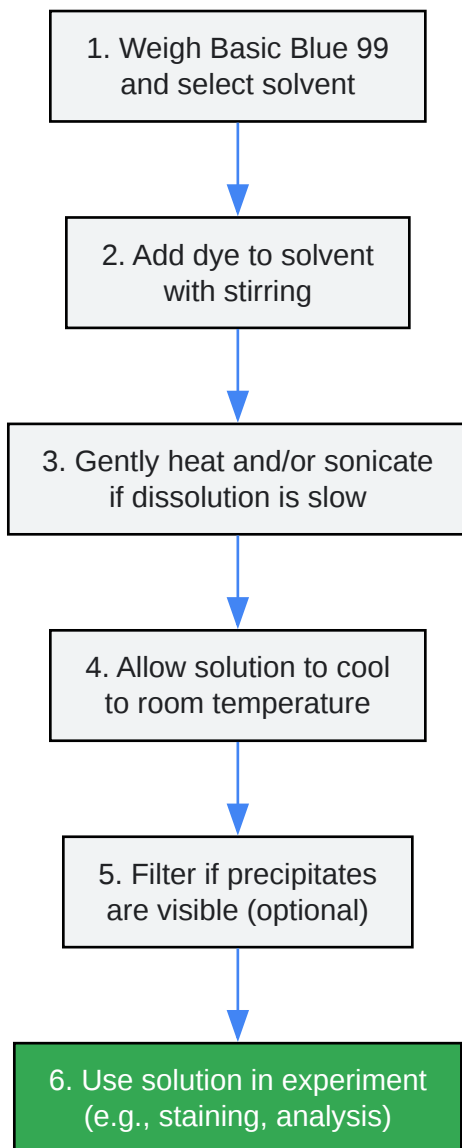 1. Weigh Basic Blue 99
and select solvent
2. Add dye to solvent
with stirring
3. Gently heat and/or sonicate
if dissolution is slow
4. Allow solution to cool
to room temperature
5. Filter if precipitates
are visible (optional)
6. Use solution in experiment
(e.g., staining, analysis)